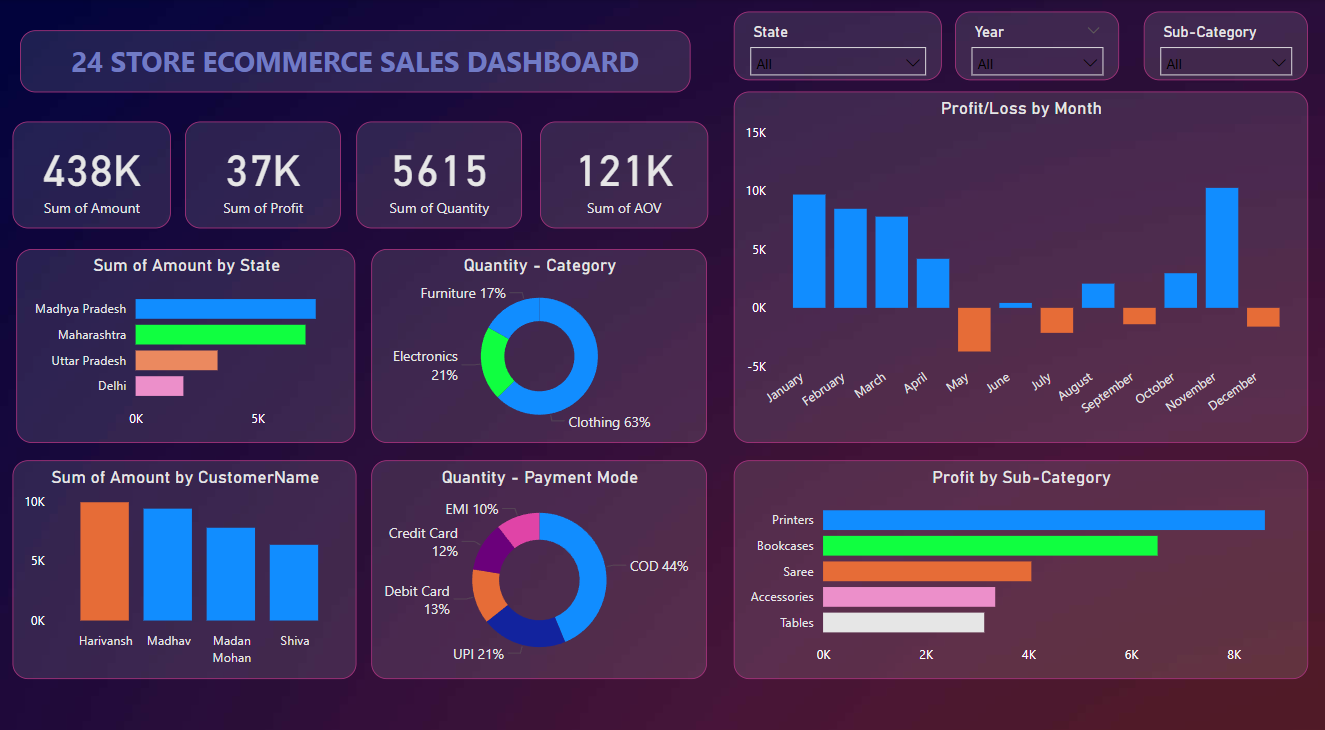 24 STORE ECOMMERCE SALES DASHBOARD
State
All
Year
All
Sub-Category
All
438K
Sum of Amount
37K
Sum of Profit
5615
Sum of Quantity
121K
Sum of AOV
Profit/Loss by Month
15K
10K
5K
0K
-5K
January
February
March
April
May
June
July
August
September
October
November
December
Sum of Amount by State
Madhya Pradesh
Maharashtra
Uttar Pradesh
Delhi
0K
5K
Quantity - Category
Furniture 17%
Electronics
21%
Clothing 63%
Sum of Amount by CustomerName
10K
5K
0K
Harivansh
Madhav
Madan
Mohan
Shiva
Quantity - Payment Mode
EMI 10%
Credit Card
12%
COD 44%
Debit Card
13%
UPI 21%
Profit by Sub-Category
Printers
Bookcases
Saree
Accessories
Tables
0K
2K
4K
6K
8K